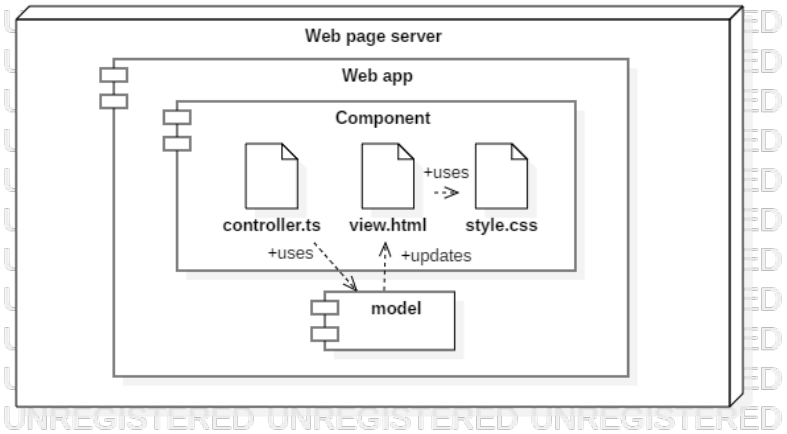 Web page server
Web app
Component
+uses
controller.ts view.html style.css
+uses +updates
model
UNREGISTERED UNREGISTERED UNREGISTERED